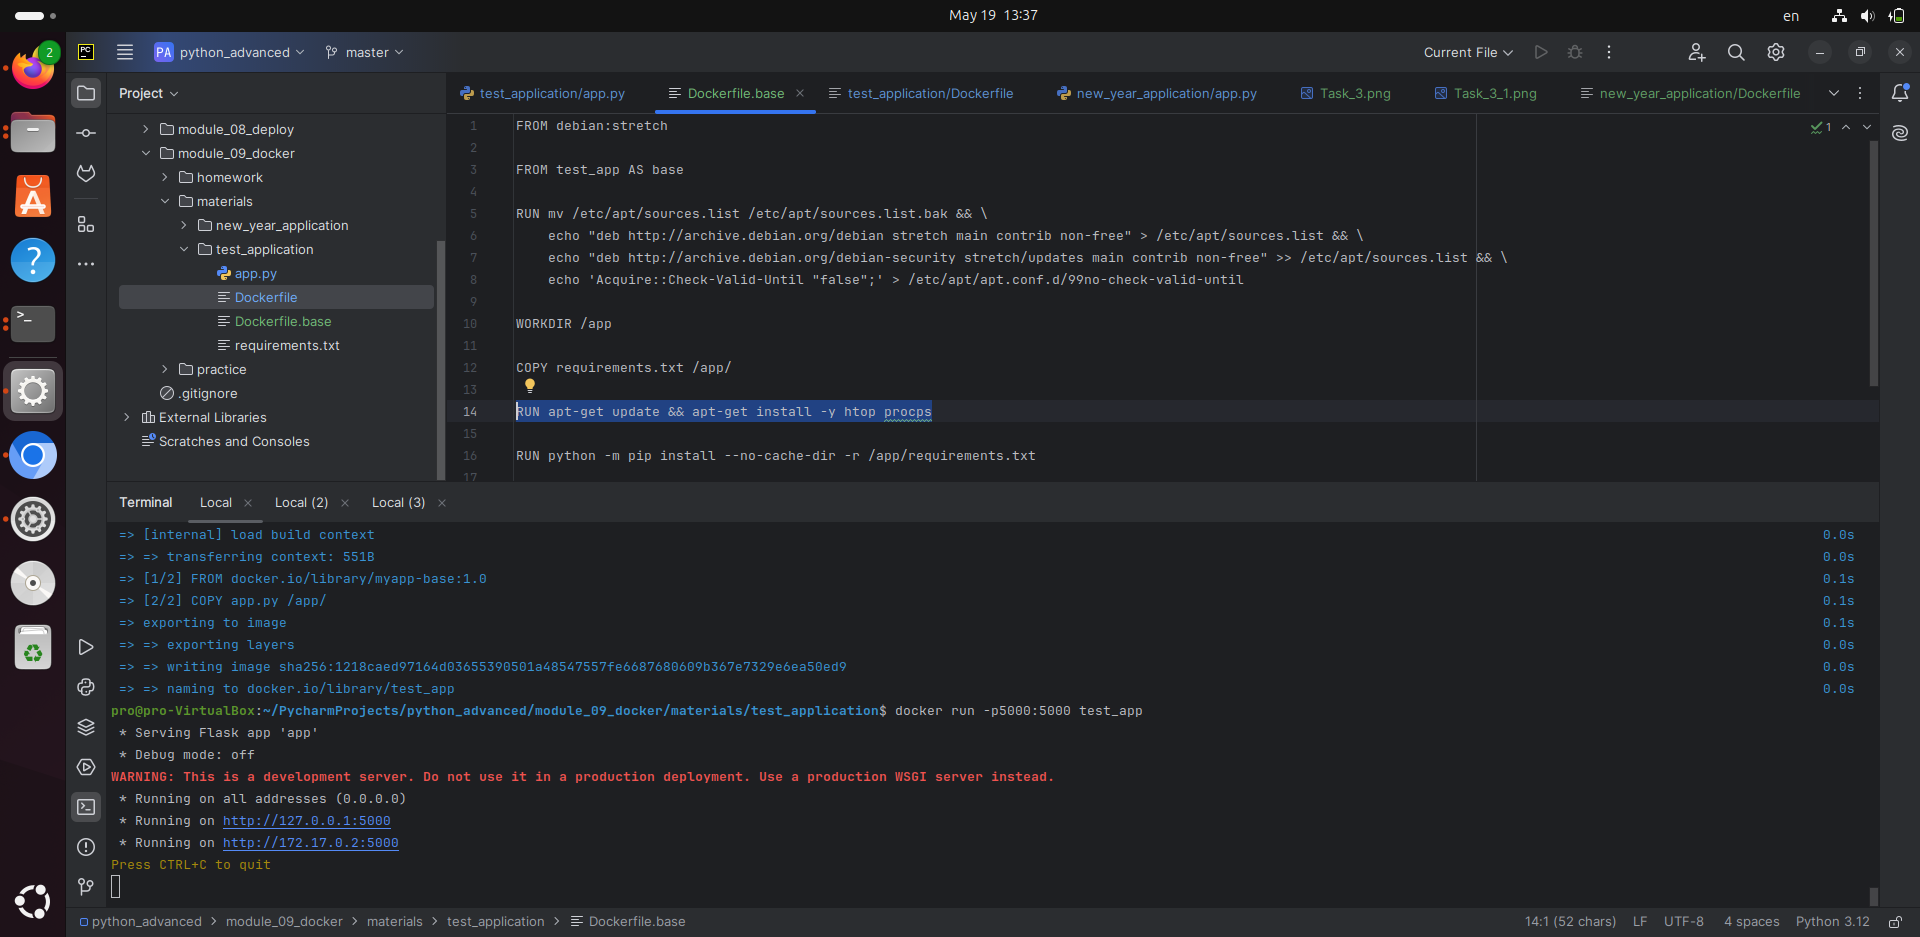 May 19 13:37
en
2
PC
PA python_advanced
master
Current File
Project
test_application/app.py
Dockerfile.base
test_application/Dockerfile
new_year_application/app.py
Task_3.png
Task_3_1.png
new_year_application/Dockerfile
module_08_deploy
module_09_docker
homework
materials
new_year_application
test_application
app.py
Dockerfile
Dockerfile.base
requirements.txt
practice
.gitignore
External Libraries
Scratches and Consoles
1
1 FROM debian:stretch
2
3 FROM test_app AS base
4
5 RUN mv /etc/apt/sources.list /etc/apt/sources.list.bak && \
6 echo "deb http://archive.debian.org/debian stretch main contrib non-free" > /etc/apt/sources.list && \
7 echo "deb http://archive.debian.org/debian-security stretch/updates main contrib non-free" >> /etc/apt/sources.list && \
8 echo 'Acquire::Check-Valid-Until "false";' > /etc/apt/apt.conf.d/99no-check-valid-until
9
10 WORKDIR /app
11
12 COPY requirements.txt /app/
13
14 RUN apt-get update && apt-get install -y htop procps
15
16 RUN python -m pip install --no-cache-dir -r /app/requirements.txt
17
Terminal Local Local (2) Local (3)
=> [internal] load build context 0.0s
=> => transferring context: 551B 0.0s
=> [1/2] FROM docker.io/library/myapp-base:1.0 0.1s
=> [2/2] COPY app.py /app/ 0.1s
=> exporting to image 0.1s
=> => exporting layers 0.0s
=> => writing image sha256:1218caed97164d03655390501a48547557fe6687680609b367e7329e6ea50ed9 0.0s
=> => naming to docker.io/library/test_app 0.0s
pro@pro-VirtualBox:~/PycharmProjects/python_advanced/module_09_docker/materials/test_application$ docker run -p5000:5000 test_app
* Serving Flask app 'app'
* Debug mode: off
WARNING: This is a development server. Do not use it in a production deployment. Use a production WSGI server instead.
* Running on all addresses (0.0.0.0)
* Running on http://127.0.0.1:5000
* Running on http://172.17.0.2:5000
Press CTRL+C to quit
python_advanced > module_09_docker > materials > test_application > Dockerfile.base
14:1 (52 chars) LF UTF-8 4 spaces Python 3.12